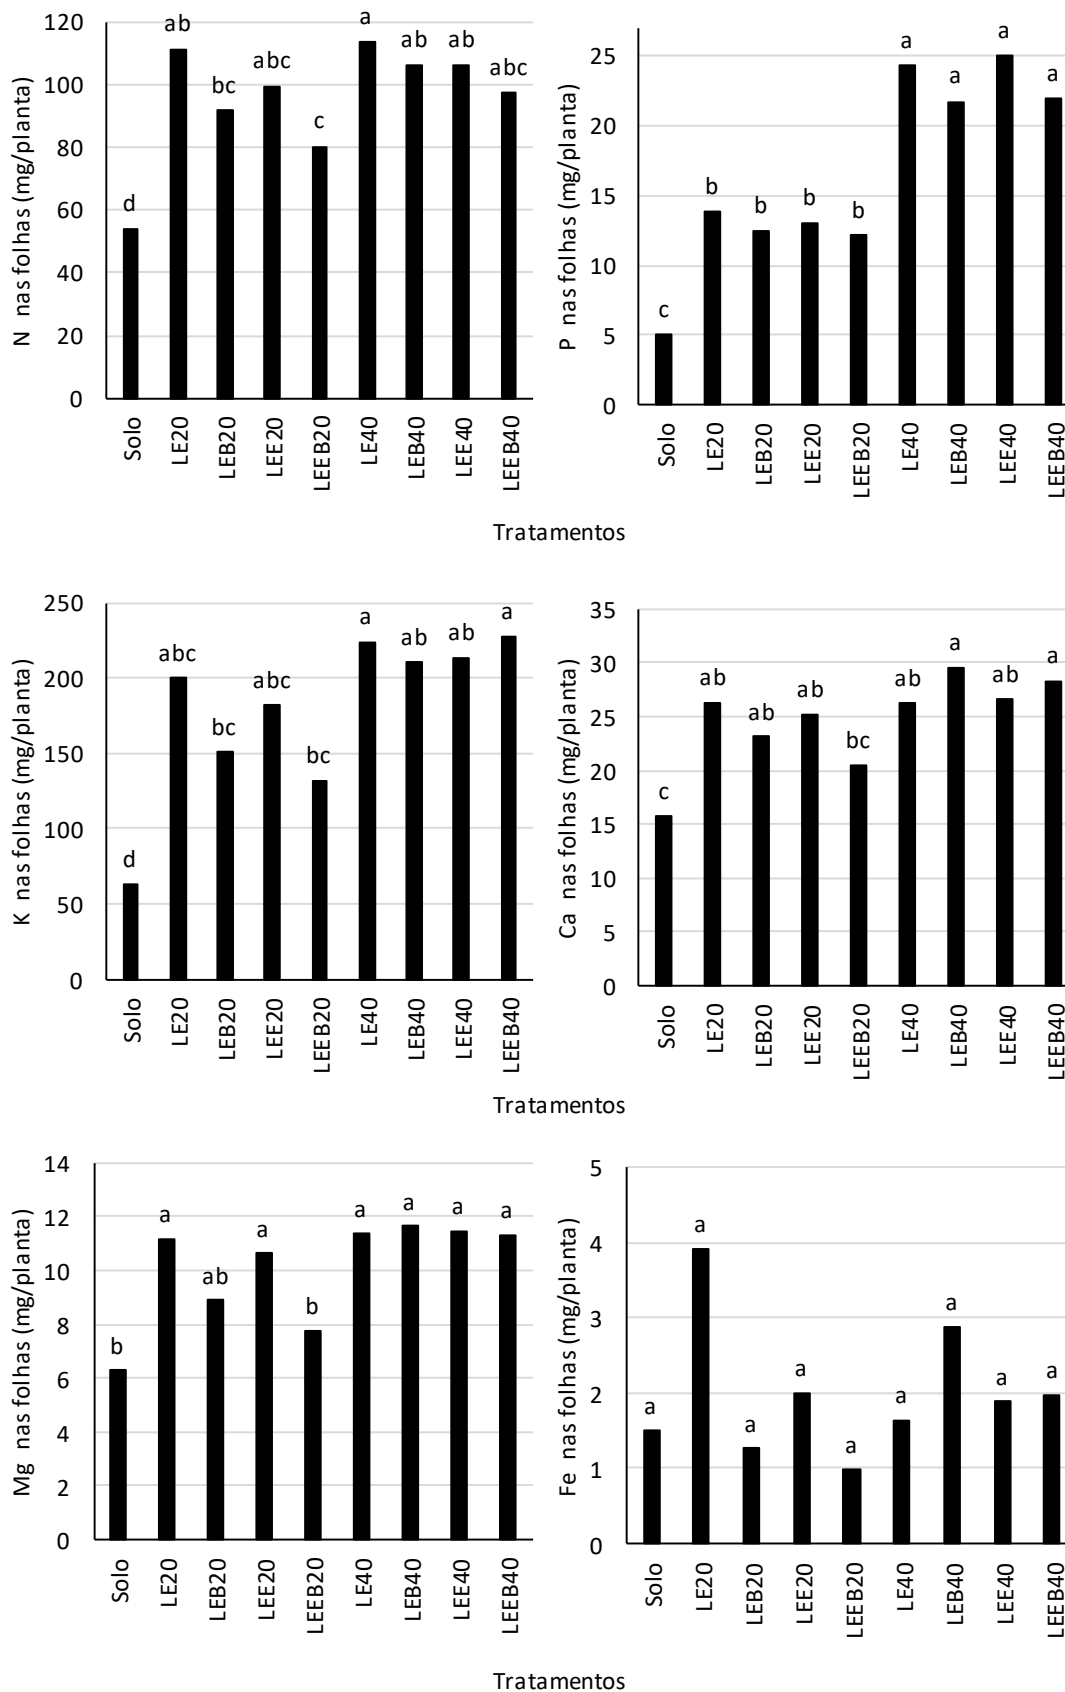 N nas folhas (mg/planta)
120
100
80
60
40
20
0
d
ab
bc
abc
c
a
ab
ab
abc
Solo
LE20
LEB20
LEE20
LEEB20
LE40
LEB40
LEE40
LEEB40
P nas folhas (mg/planta)
25
20
15
10
5
0
c
b
b
b
b
a
a
a
a
Solo
LE20
LEB20
LEE20
LEEB20
LE40
LEB40
LEE40
LEEB40
Tratamentos
K nas folhas (mg/planta)
250
200
150
100
50
0
d
abc
bc
abc
bc
a
ab
ab
a
Solo
LE20
LEB20
LEE20
LEEB20
LE40
LEB40
LEE40
LEEB40
Ca nas folhas (mg/planta)
35
30
25
20
15
10
5
0
c
ab
ab
ab
bc
ab
a
ab
a
Solo
LE20
LEB20
LEE20
LEEB20
LE40
LEB40
LEE40
LEEB40
Tratamentos
Mg nas folhas (mg/planta)
14
12
10
8
6
4
2
0
b
a
ab
a
b
a
a
a
a
Solo
LE20
LEB20
LEE20
LEEB20
LE40
LEB40
LEE40
LEEB40
Fe nas folhas (mg/planta)
5
4
3
2
1
0
a
a
a
a
a
a
a
a
a
Solo
LE20
LEB20
LEE20
LEEB20
LE40
LEB40
LEE40
LEEB40
Tratamentos